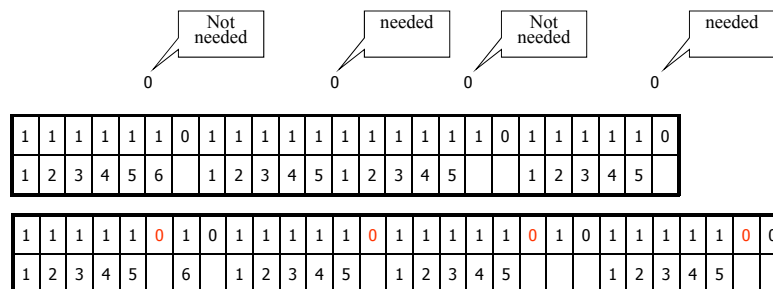 Not needed
needed
Not needed
needed
0 0 0 0
1 1 1 1 1 1 0 1 1 1 1 1 1 1 1 1 1 1 0 1 1 1 1 1 0
1 2 3 4 5 6 1 2 3 4 5 1 2 3 4 5 1 2 3 4 5
1 1 1 1 1 0 1 0 1 1 1 1 1 0 1 1 1 1 1 0 1 0 1 1 1 1 1 0 0
1 2 3 4 5 6 1 2 3 4 5 1 2 3 4 5 1 2 3 4 5